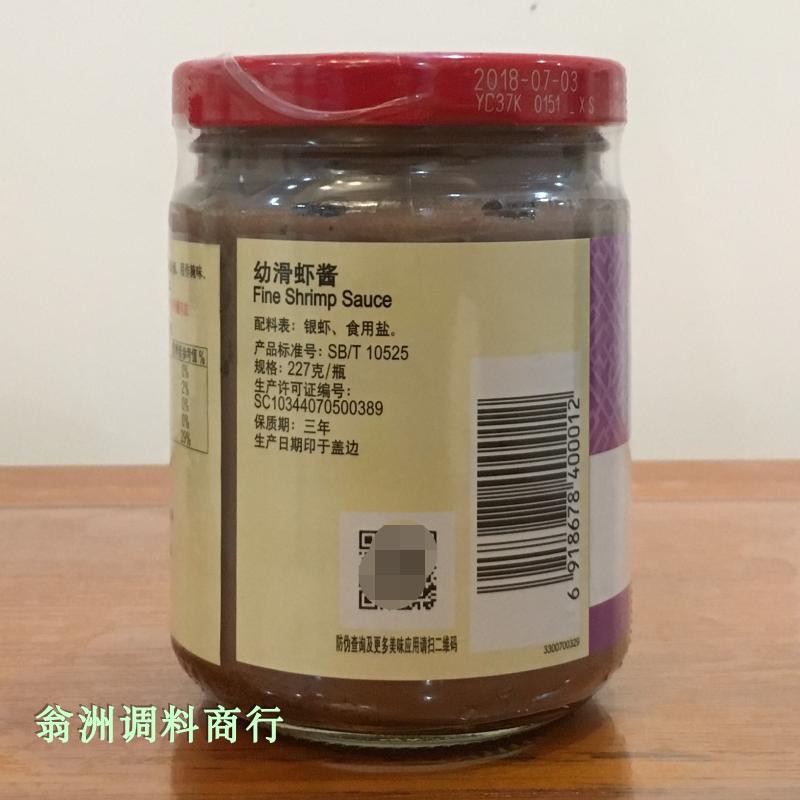 2018-07-03
YC37K 0151 _ XS
幼滑虾酱
Fine Shrimp Sauce
配料表：银虾、食用盐。
产品标准号：SB/T 10525
规格：227克/瓶
生产许可证编号：
SC10344070500389
保质期：三年
生产日期印于盖边
%
0%
2%
0%
6 918678 400012
防伪查询及更多美味应用请扫二维码
3300700329
翁洲调料商行